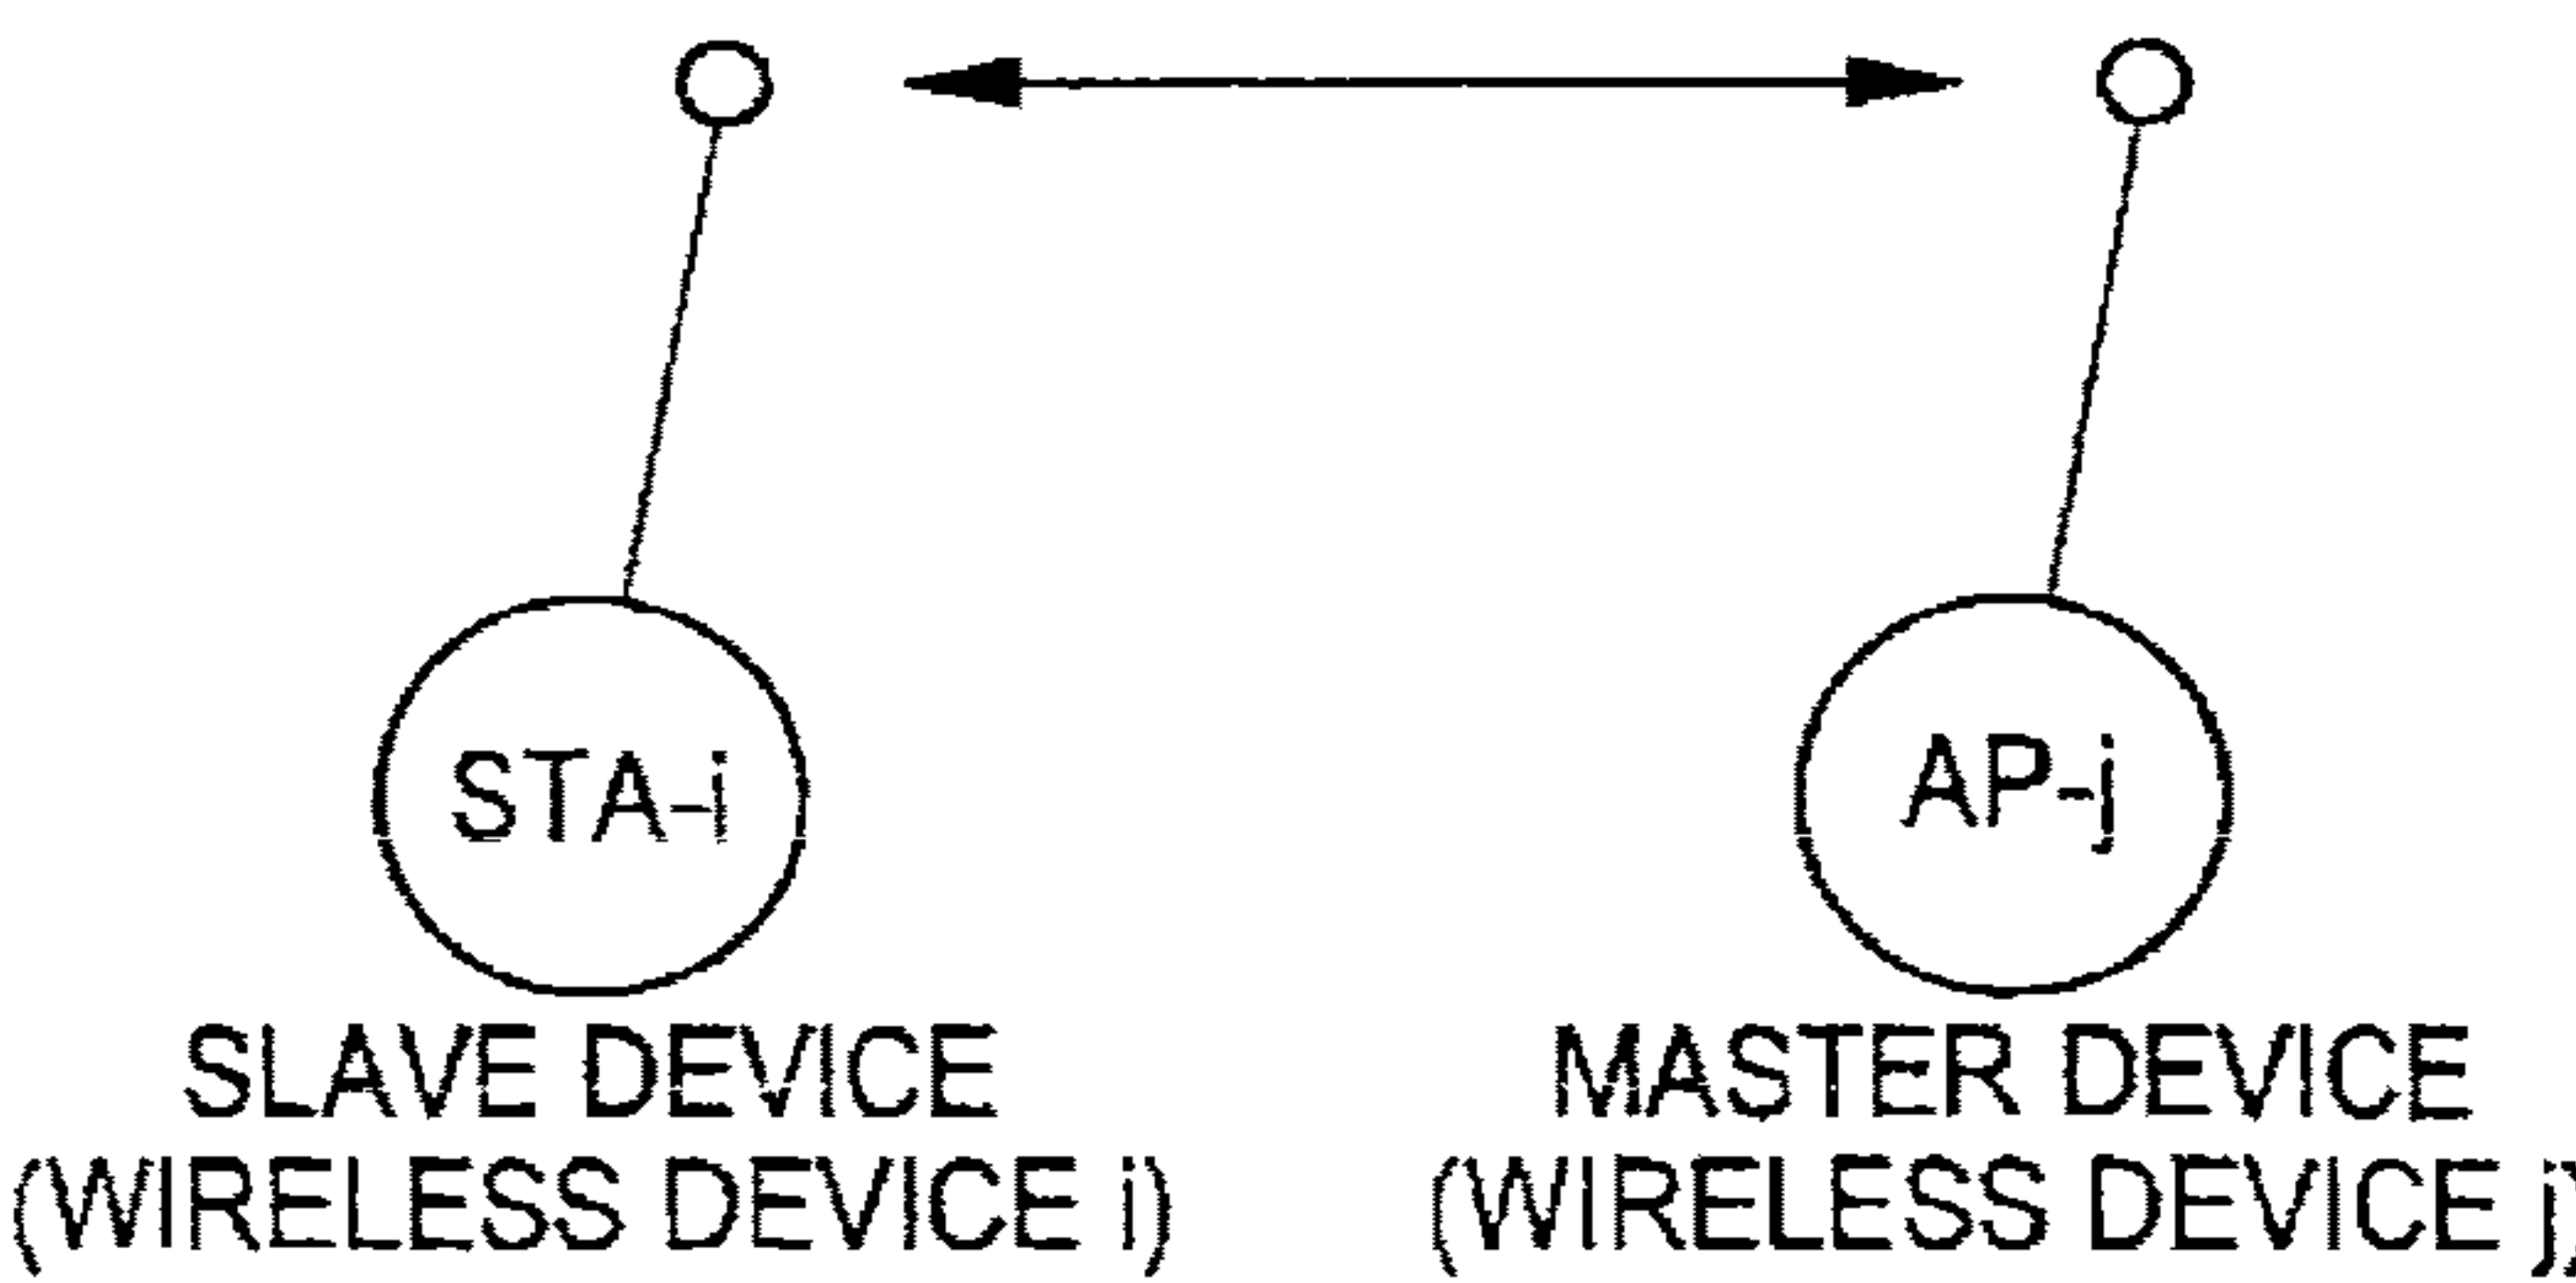 STA-i
AP-j
SLAVE DEVICE
(WIRELESS DEVICE i)
MASTER DEVICE
(WIRELESS DEVICE j)